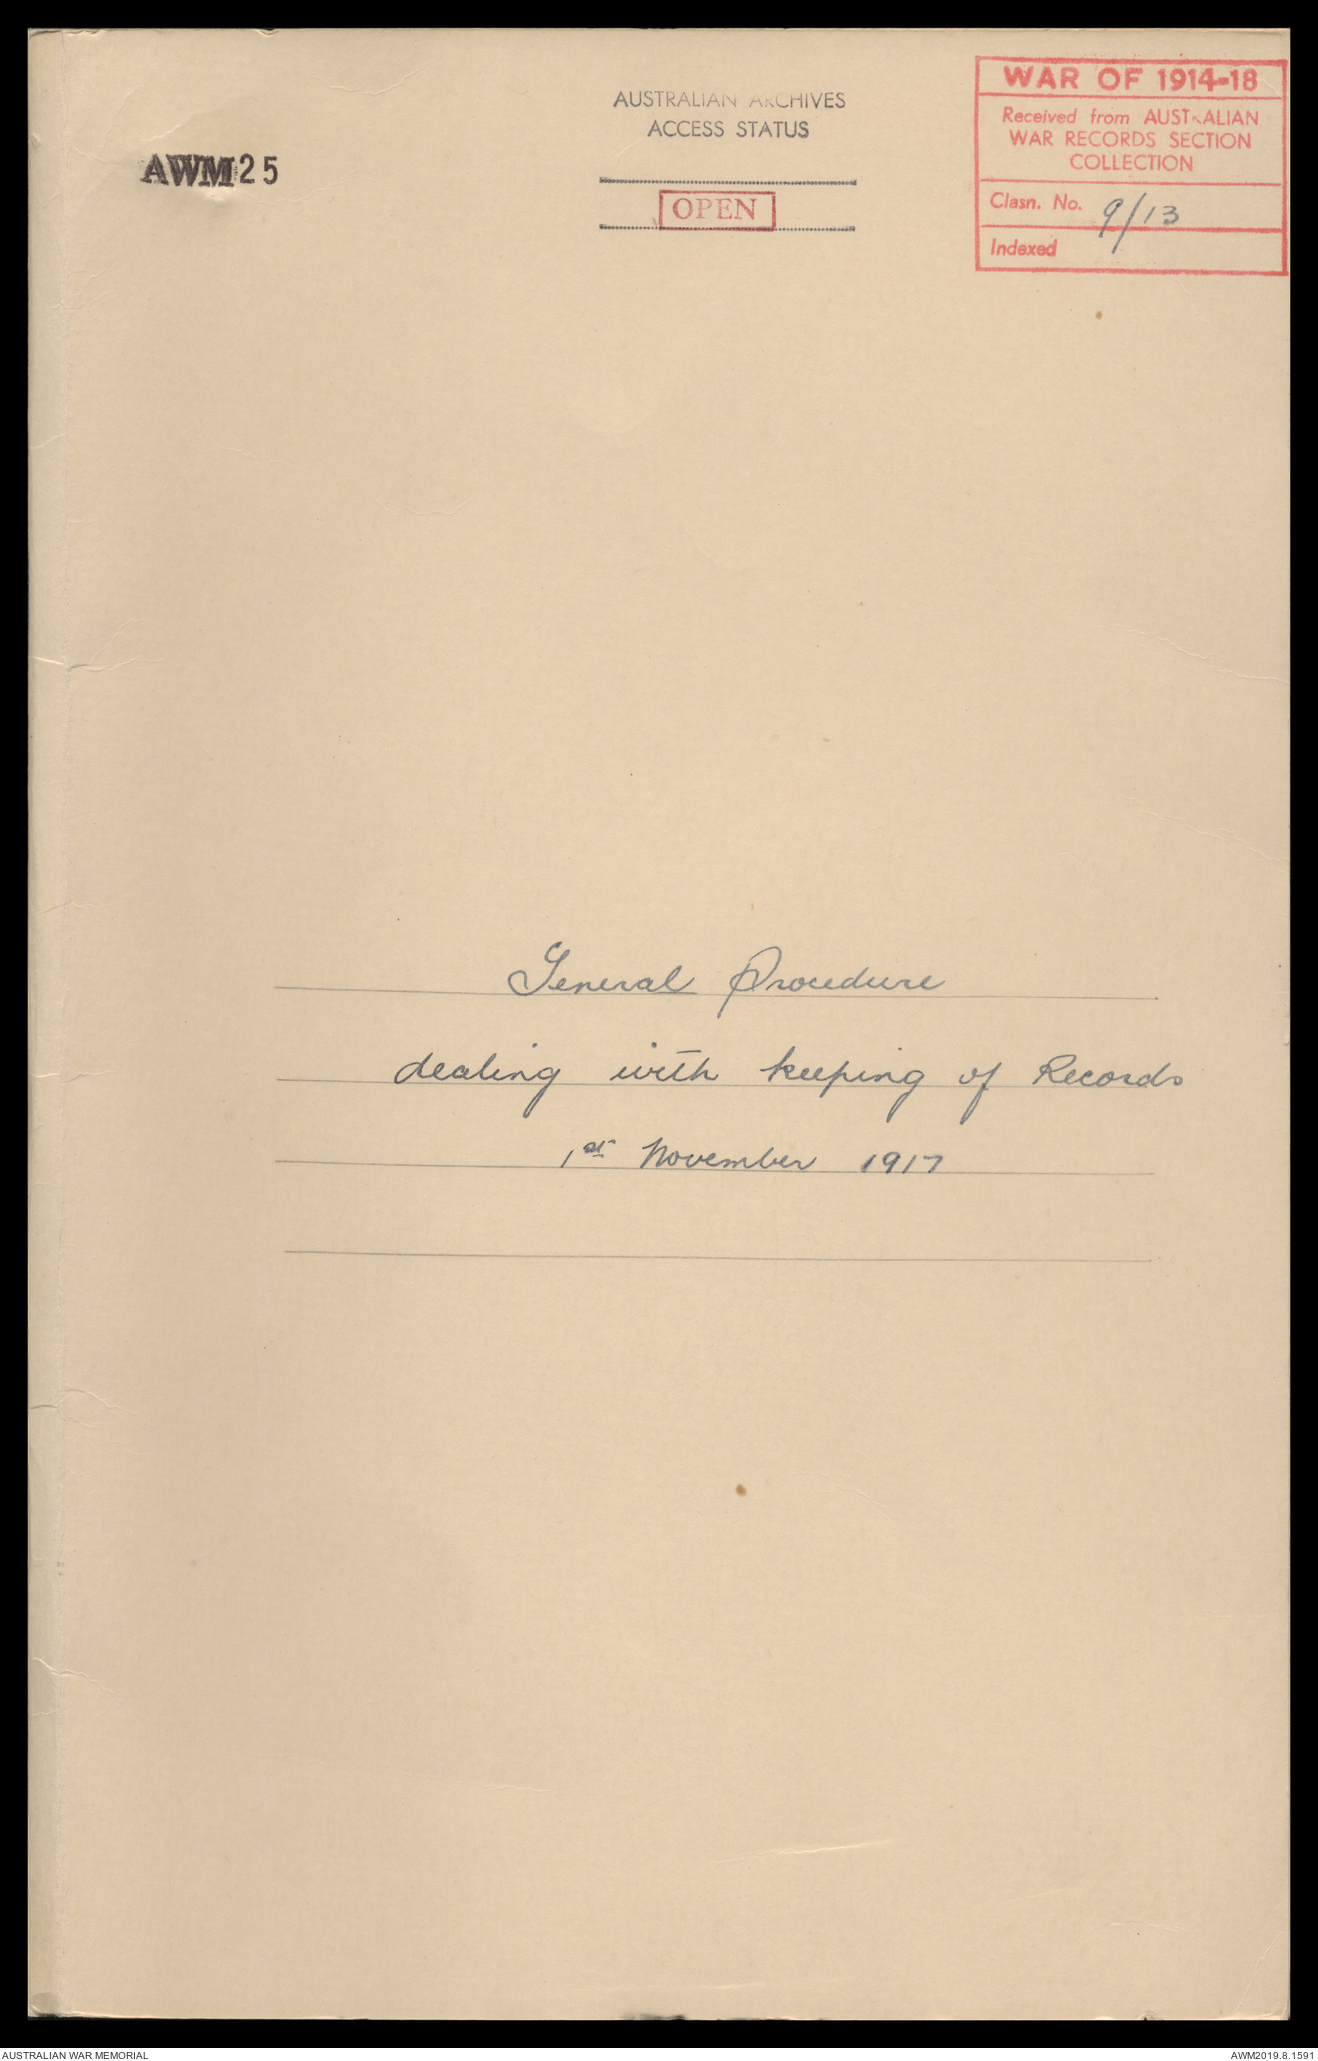 AWM25
AUSTRALIAN ARCHIVES
ACCESS STATUS
OPEN
WAR OF 1914-18
Received from AUSTRALIAN
WAR RECORDS SECTION
COLLECTION
Clasn. No. 9/13
Indexed
General Procedure
dealing with keeping of Records
1st November 1917
AUSTRALIAN WAR MEMORIAL
AWM2019.8.1591